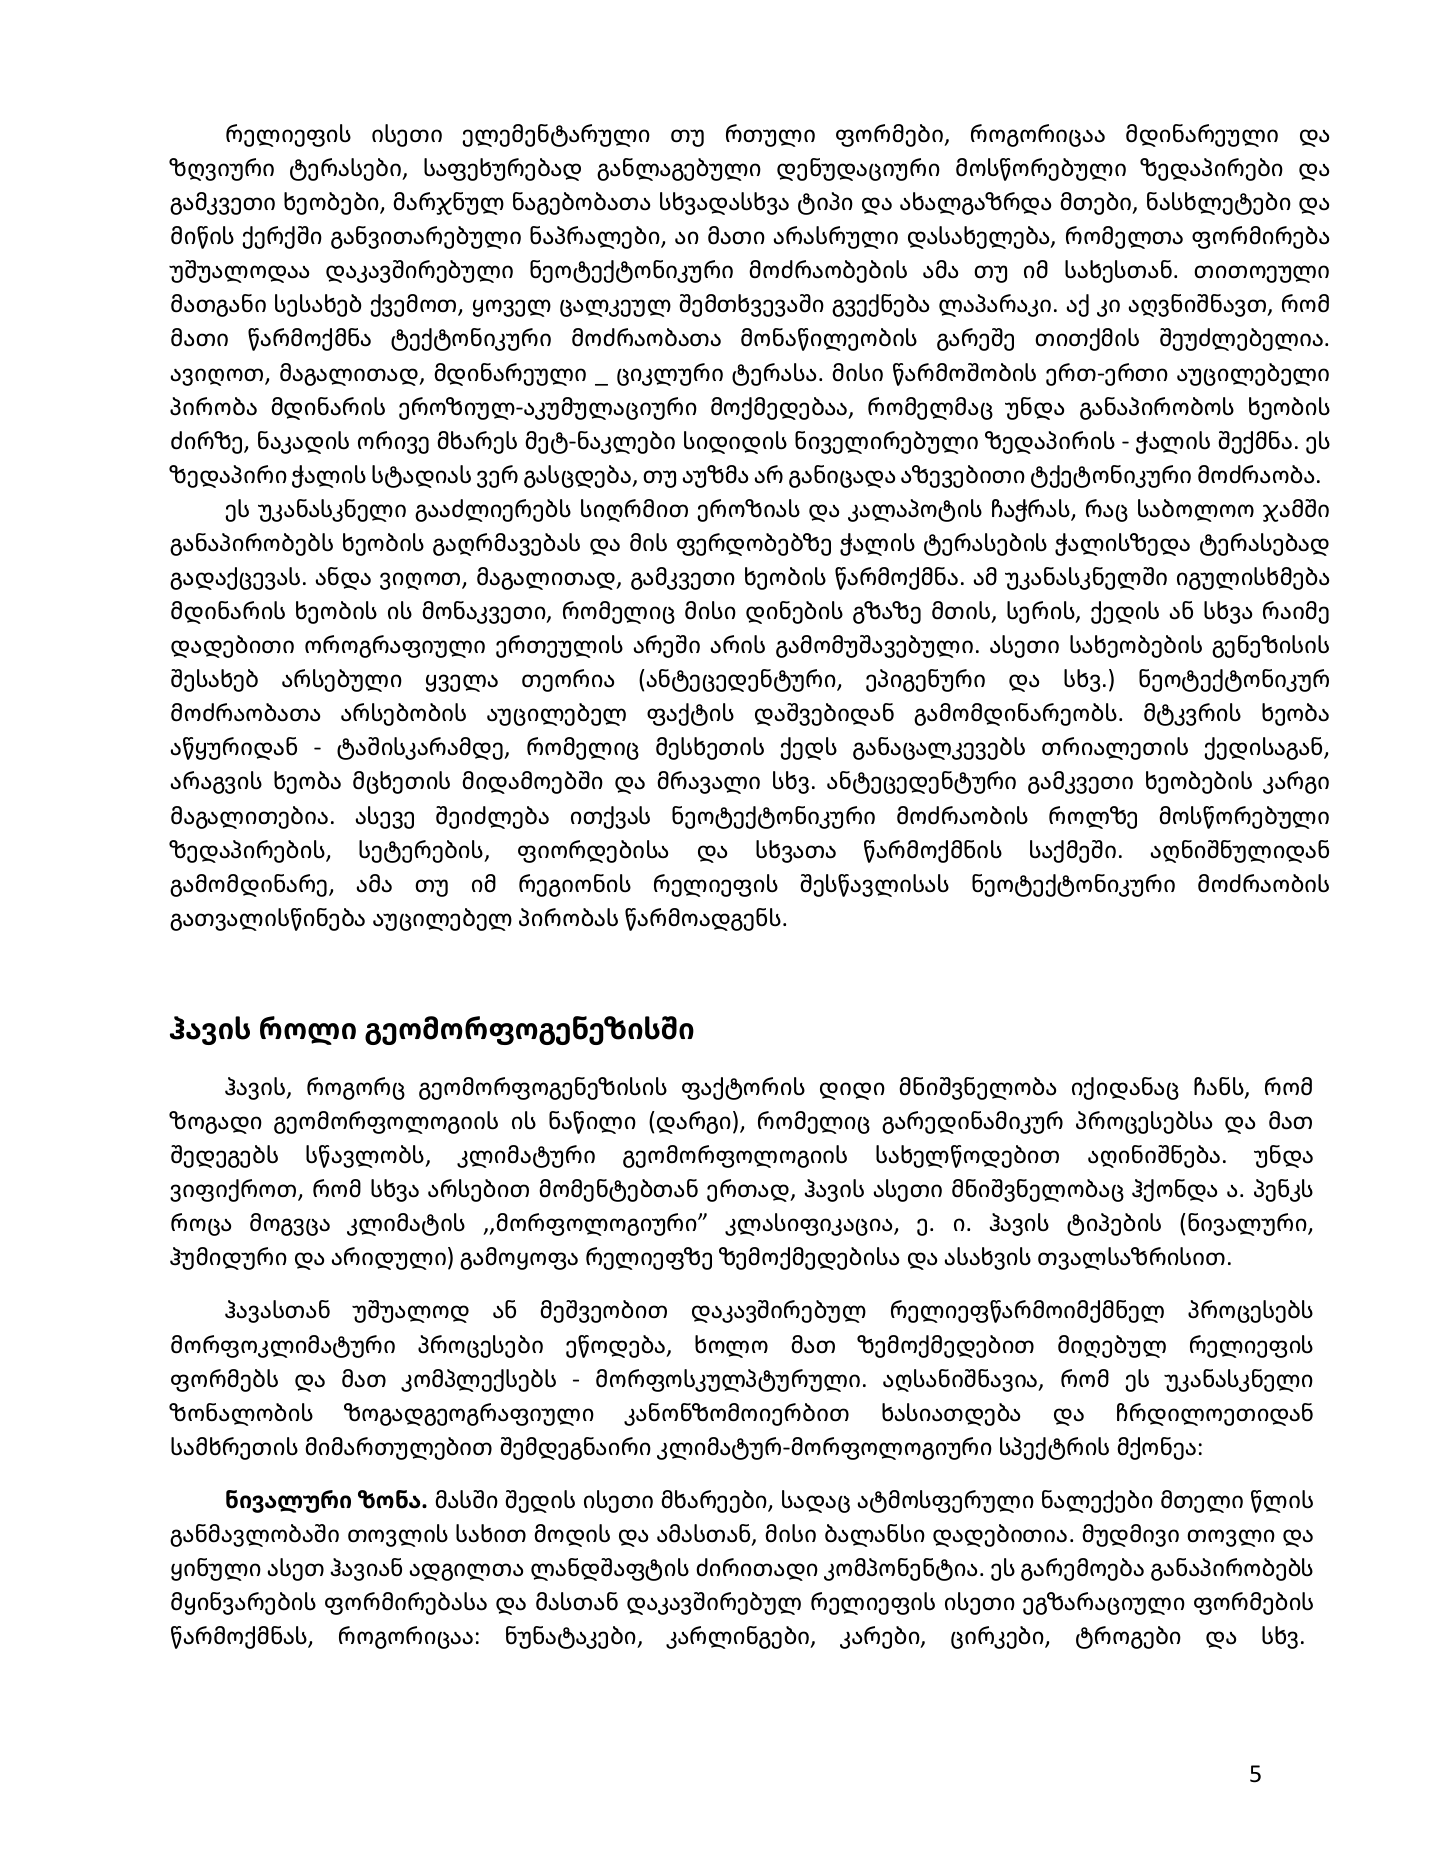 რელიეფის ისეთი ელემენტარული თუ რთული ფორმები, როგორიცაა მდინარეული და
ზღვიური ტერასები, საფეხურებად განლაგებული დენუდაციური მოსწორებული ზედაპირები და
გამკვეთი ხეობები, მარჯნულ ნაგებობათა სხვადასხვა ტიპი და ახალგაზრდა მთები, ნასხლეტები და
მიწის ქერქში განვითარებული ნაპრალები, აი მათი არასრული დასახელება, რომელთა ფორმირება
უშუალოდაა დაკავშირებული ნეოტექტონიკური მოძრაობების ამა თუ იმ სახესთან. თითოეული
მათგანი სესახებ ქვემოთ, ყოველ ცალკეულ შემთხვევაში გვექნება ლაპარაკი. აქ კი აღვნიშნავთ, რომ
მათი წარმოქმნა ტექტონიკური მოძრაობათა მონაწილეობის გარეშე თითქმის შეუძლებელია.
ავიღოთ, მაგალითად, მდინარეული _ ციკლური ტერასა. მისი წარმოშობის ერთ-ერთი აუცილებელი
პირობა მდინარის ეროზიულ-აკუმულაციური მოქმედებაა, რომელმაც უნდა განაპირობოს ხეობის
ძირზე, ნაკადის ორივე მხარეს მეტ-ნაკლები სიდიდის ნიველირებული ზედაპირის - ჭალის შექმნა. ეს
ზედაპირი ჭალის სტადიას ვერ გასცდება, თუ აუზმა არ განიცადა აზევებითი ტქეტონიკური მოძრაობა.
ეს უკანასკნელი გააძლიერებს სიღრმით ეროზიას და კალაპოტის ჩაჭრას, რაც საბოლოო ჯამში
განაპირობებს ხეობის გაღრმავებას და მის ფერდობებზე ჭალის ტერასების ჭალისზედა ტერასებად
გადაქცევას. ანდა ვიღოთ, მაგალითად, გამკვეთი ხეობის წარმოქმნა. ამ უკანასკნელში იგულისხმება
მდინარის ხეობის ის მონაკვეთი, რომელიც მისი დინების გზაზე მთის, სერის, ქედის ან სხვა რაიმე
დადებითი ოროგრაფიული ერთეულის არეში არის გამომუშავებული. ასეთი სახეობების გენეზისის
შესახებ არსებული ყველა თეორია (ანტეცედენტური, ეპიგენური და სხვ.) ნეოტექტონიკურ
მოძრაობათა არსებობის აუცილებელ ფაქტის დაშვებიდან გამომდინარეობს. მტკვრის ხეობა
აწყურიდან - ტაშისკარამდე, რომელიც მესხეთის ქედს განაცალკევებს თრიალეთის ქედისაგან,
არაგვის ხეობა მცხეთის მიდამოებში და მრავალი სხვ. ანტეცედენტური გამკვეთი ხეობების კარგი
მაგალითებია. ასევე შეიძლება ითქვას ნეოტექტონიკური მოძრაობის როლზე მოსწორებული
ზედაპირების, სეტერების, ფიორდებისა და სხვათა წარმოქმნის საქმეში. აღნიშნულიდან
გამომდინარე, ამა თუ იმ რეგიონის რელიეფის შესწავლისას ნეოტექტონიკური მოძრაობის
გათვალისწინება აუცილებელ პირობას წარმოადგენს.
ჰავის როლი გეომორფოგენეზისში
ჰავის, როგორც გეომორფოგენეზისის ფაქტორის დიდი მნიშვნელობა იქიდანაც ჩანს, რომ
ზოგადი გეომორფოლოგიის ის ნაწილი (დარგი), რომელიც გარედინამიკურ პროცესებსა და მათ
შედეგებს სწავლობს, კლიმატური გეომორფოლოგიის სახელწოდებით აღინიშნება. უნდა
ვიფიქროთ, რომ სხვა არსებით მომენტებთან ერთად, ჰავის ასეთი მნიშვნელობაც ჰქონდა ა. პენკს
როცა მოგვცა კლიმატის ,,მორფოლოგიური” კლასიფიკაცია, ე. ი. ჰავის ტიპების (ნივალური,
ჰუმიდური და არიდული) გამოყოფა რელიეფზე ზემოქმედებისა და ასახვის თვალსაზრისით.
ჰავასთან უშუალოდ ან მეშვეობით დაკავშირებულ რელიეფწარმოიმქმნელ პროცესებს
მორფოკლიმატური პროცესები ეწოდება, ხოლო მათ ზემოქმედებით მიღებულ რელიეფის
ფორმებს და მათ კომპლექსებს - მორფოსკულპტურული. აღსანიშნავია, რომ ეს უკანასკნელი
ზონალობის ზოგადგეოგრაფიული კანონზომოიერბით ხასიათდება და ჩრდილოეთიდან
სამხრეთის მიმართულებით შემდეგნაირი კლიმატურ-მორფოლოგიური სპექტრის მქონეა:
ნივალური ზონა. მასში შედის ისეთი მხარეები, სადაც ატმოსფერული ნალექები მთელი წლის
განმავლობაში თოვლის სახით მოდის და ამასთან, მისი ბალანსი დადებითია. მუდმივი თოვლი და
ყინული ასეთ ჰავიან ადგილთა ლანდშაფტის ძირითადი კომპონენტია. ეს გარემოება განაპირობებს
მყინვარების ფორმირებასა და მასთან დაკავშირებულ რელიეფის ისეთი ეგზარაციული ფორმების
წარმოქმნას, როგორიცაა: ნუნატაკები, კარლინგები, კარები, ცირკები, ტროგები და სხვ.
5